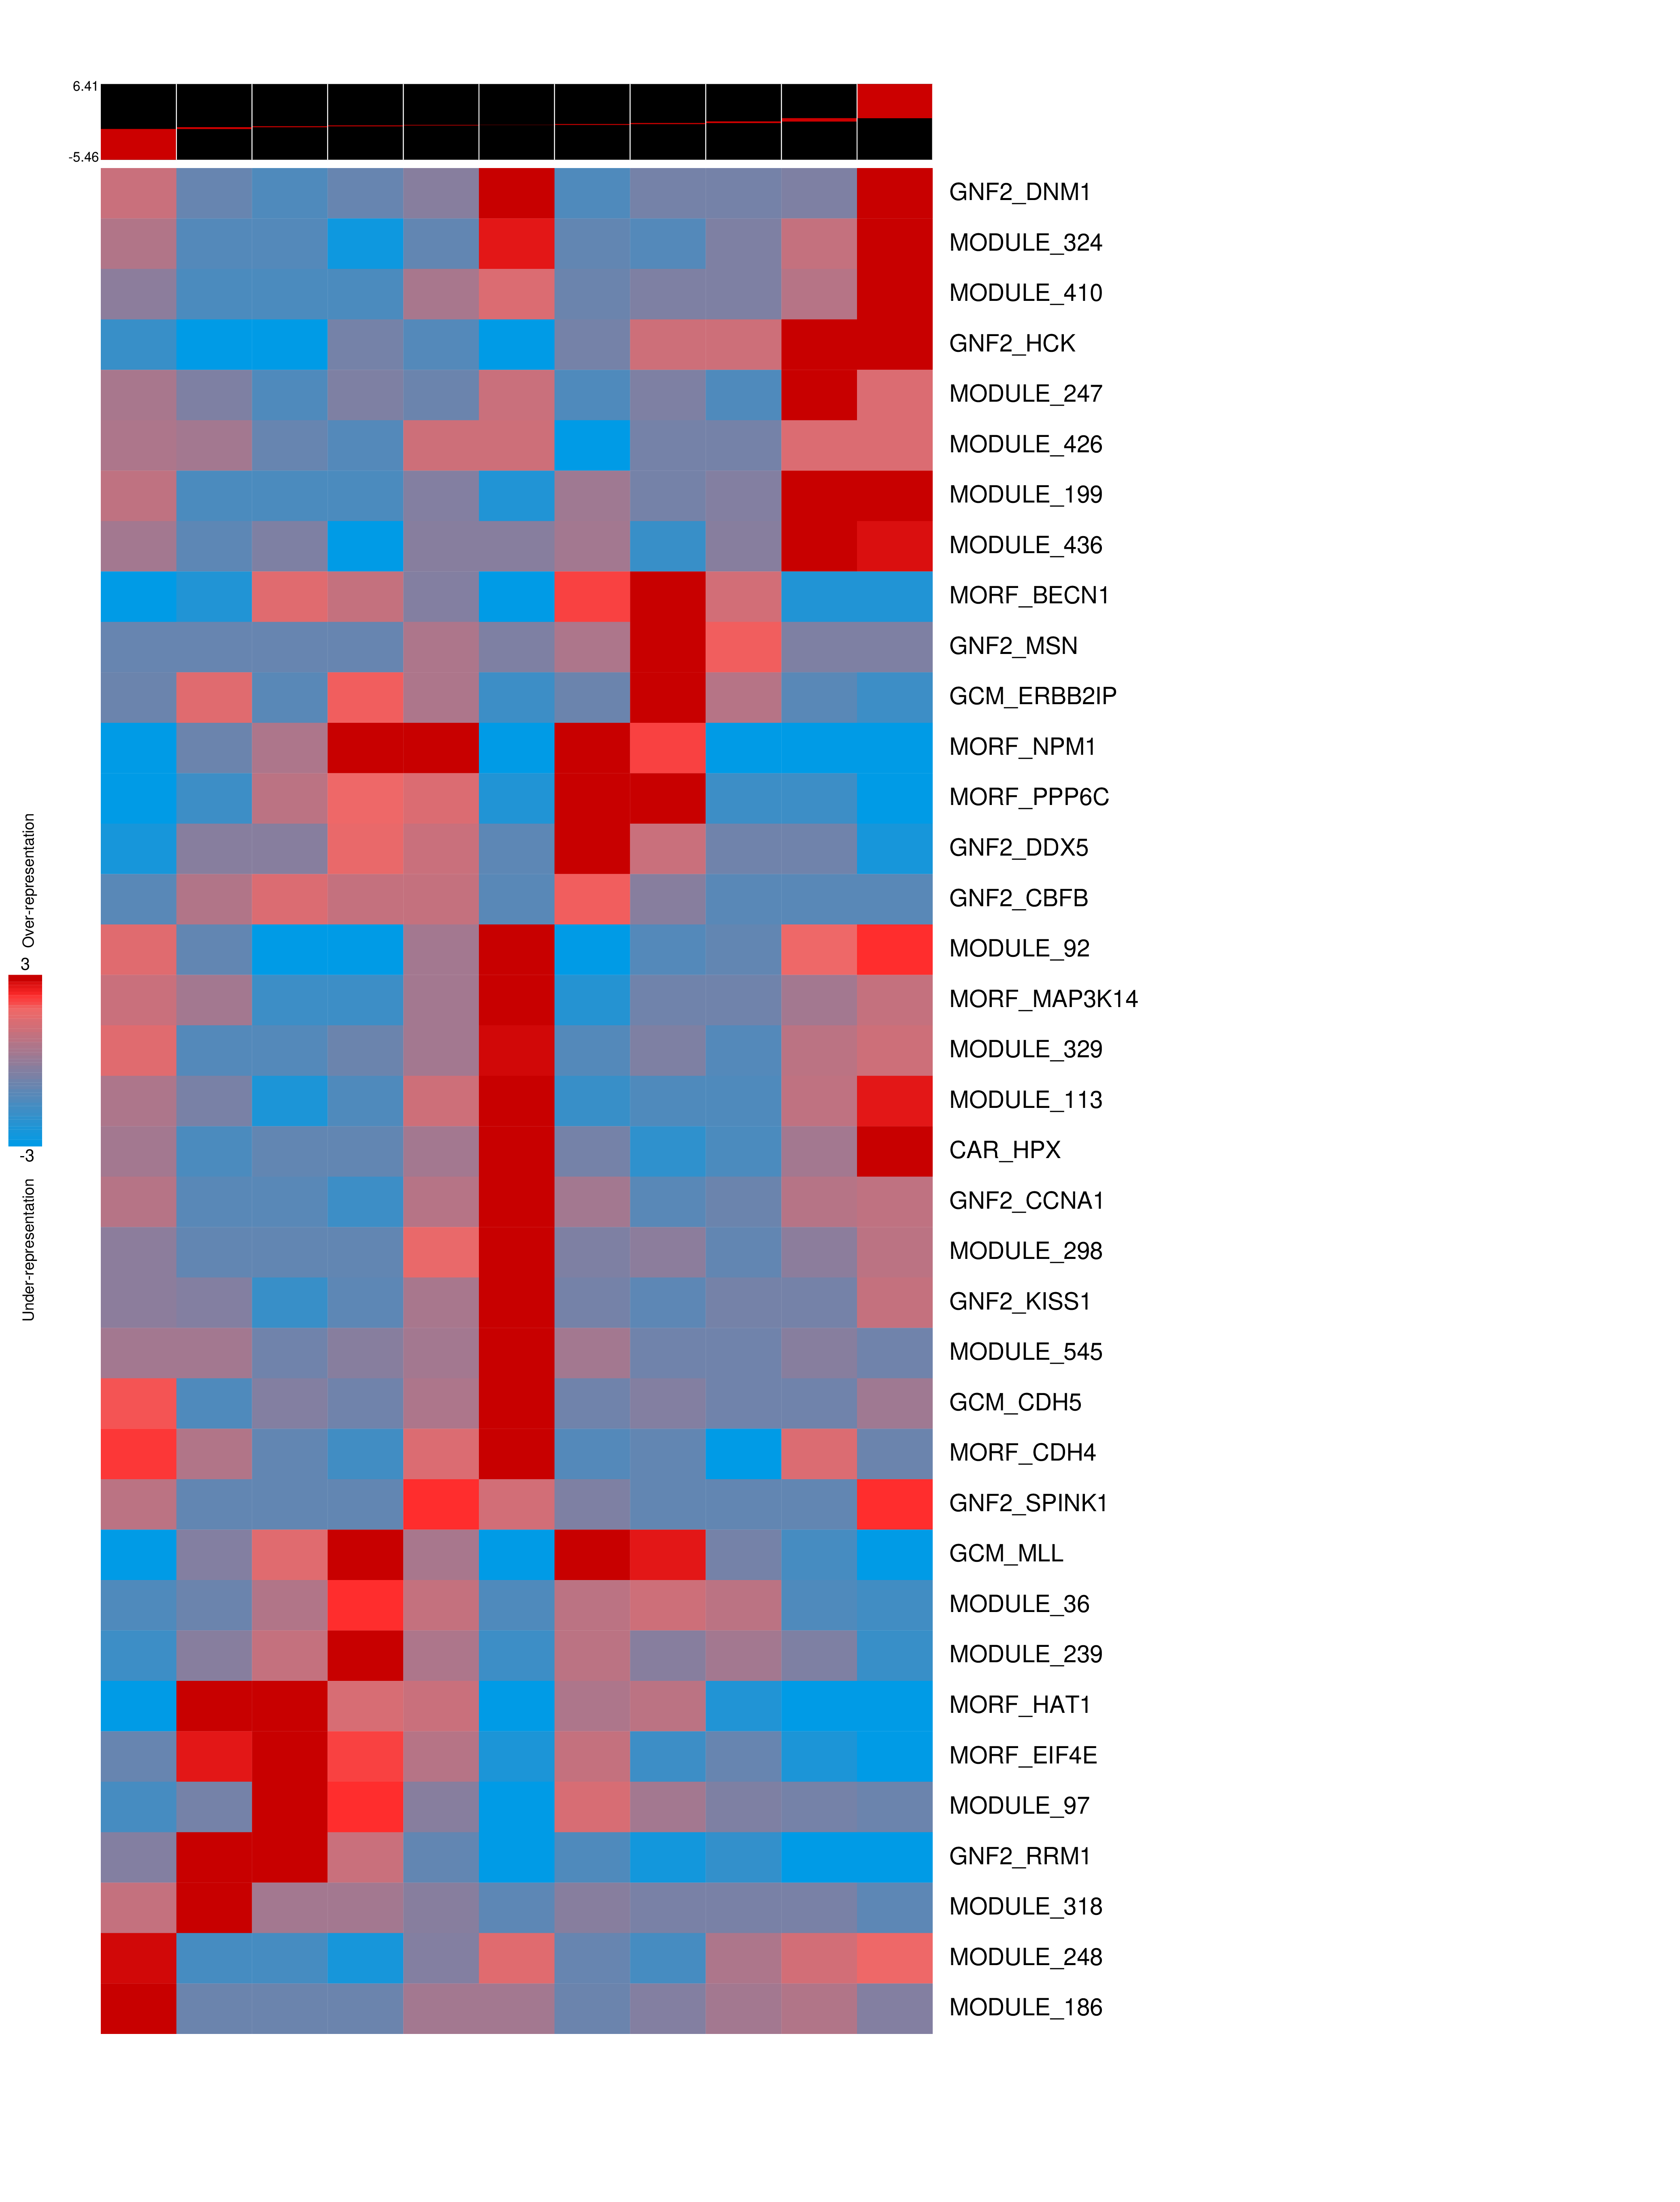 6.41
-5.46
GNF2_DNM1
MODULE_324
MODULE_410
GNF2_HCK
MODULE_247
MODULE_426
MODULE_199
MODULE_436
MORF_BECN1
GNF2_MSN
GCM_ERBB2IP
MORF_NPM1
MORF_PPP6C
GNF2_DDX5
GNF2_CBFB
MODULE_92
MORF_MAP3K14
MODULE_329
MODULE_113
CAR_HPX
GNF2_CCNA1
MODULE_298
GNF2_KISS1
MODULE_545
GCM_CDH5
MORF_CDH4
GNF2_SPINK1
GCM_MLL
MODULE_36
MODULE_239
MORF_HAT1
MORF_EIF4E
MODULE_97
GNF2_RRM1
MODULE_318
MODULE_248
MODULE_186
Over-representation
3
-3
Under-representation